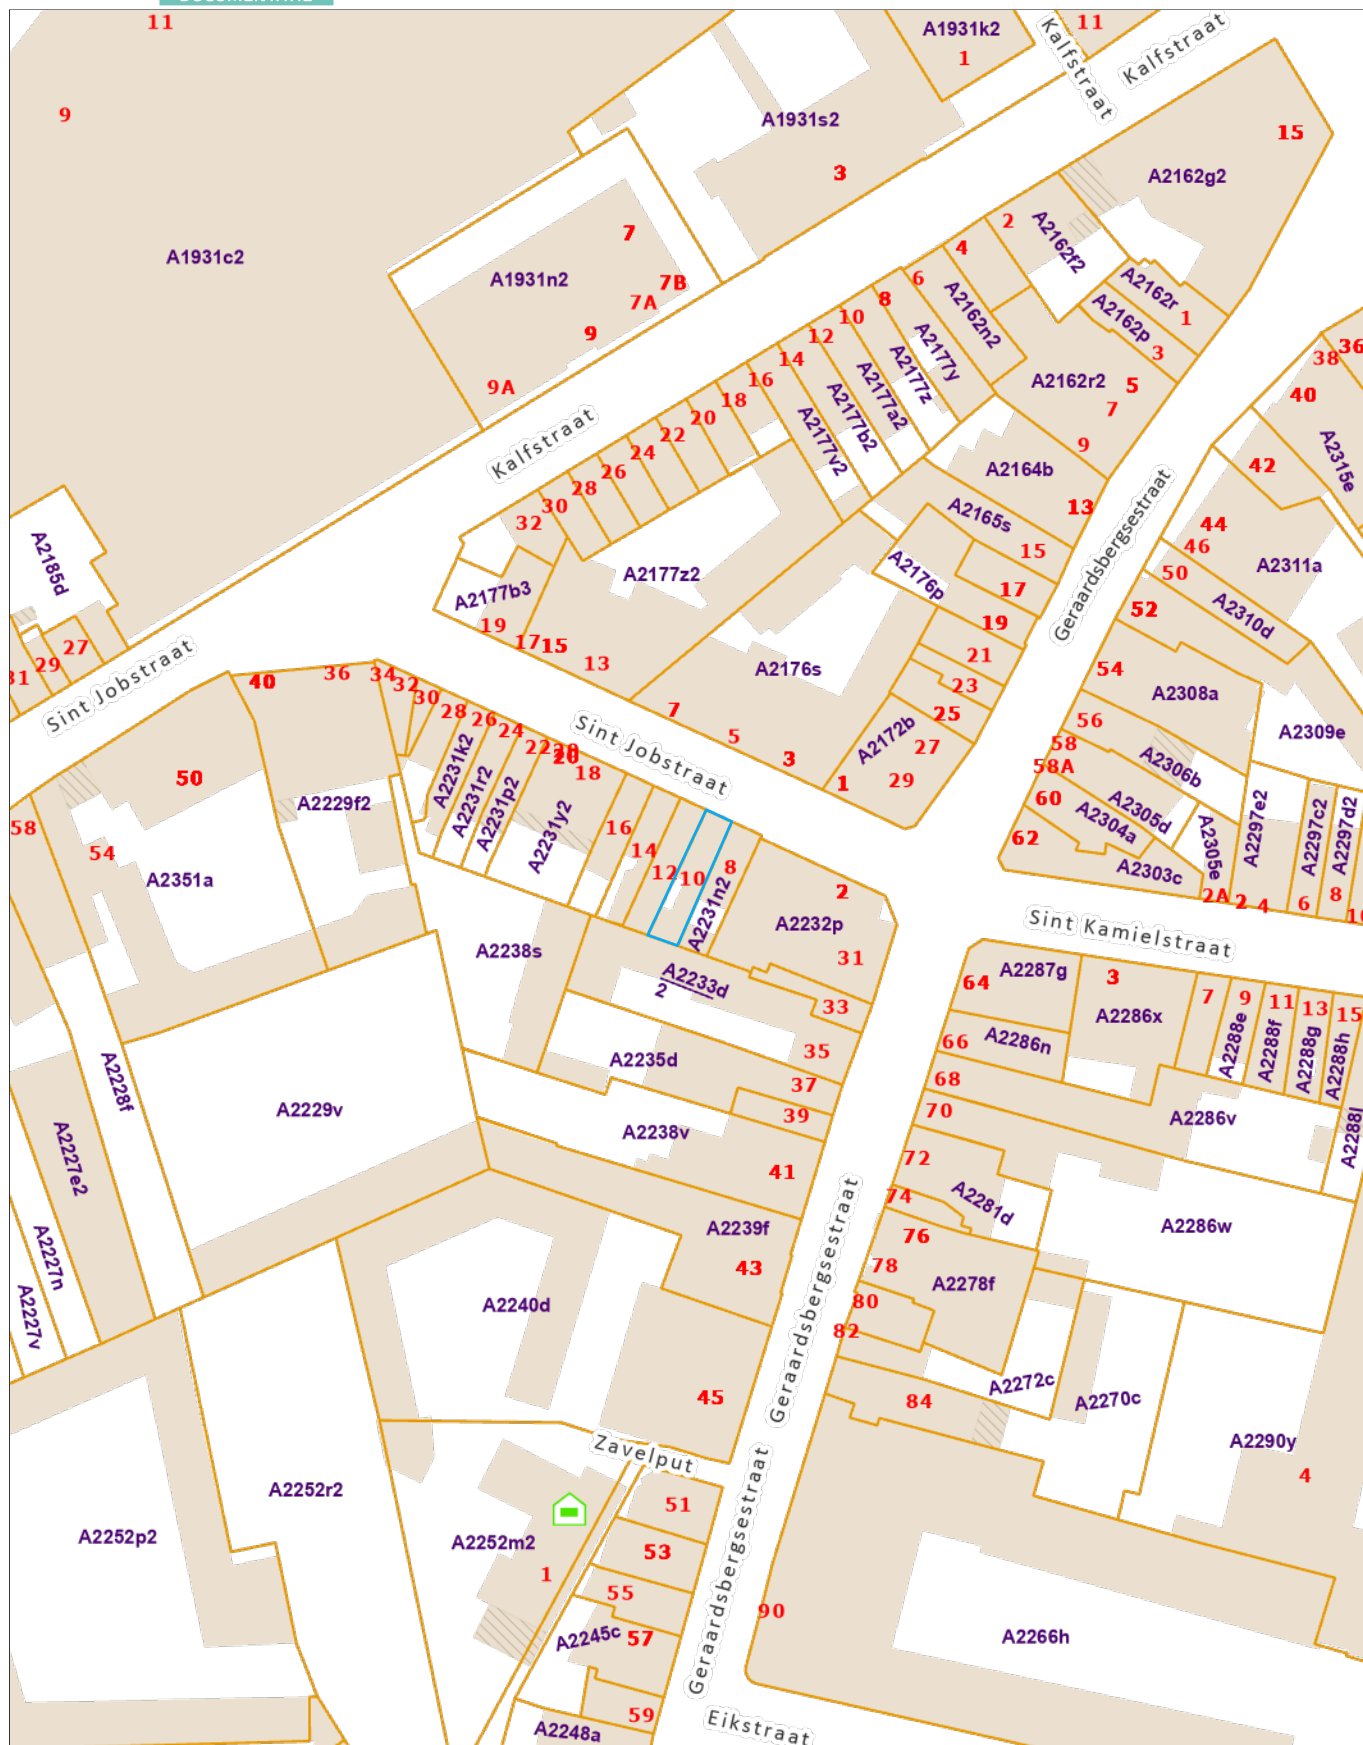 11
A1931k2
1
11
Kalfstraat
Kalfstraat
9
A1931s2
3
15
A2162g2
A1931c2
7
A1931n2
7B
7A
9
9A
2
A2162f2
4
6
A2162n2
8
A2177y
10
A2177z
12
A2177a2
14
A2177b2
16
A2177v2
18
20
22
24
26
28
30
32
Kalfstraat
A2162r
1
A2162p
3
A2162r2
5
7
9
A2164b
13
A2165s
15
17
A2176p
19
21
23
25
A2172b
27
29
1
36
38
40
A2315e
42
44
46
A2311a
50
A2310d
52
54
A2308a
A2309e
56
58
A2306b
58A
60
A2305d
A2304a
62
A2303c
A2305e
A2297e2
A2297c2
A2297d2
2A
2
4
6
8
Geraardsbergsestraat
A2185d
27
29
31
Sint Jobstraat
A2177b3
19
17
15
13
A2177z2
A2176s
7
5
3
Sint Jobstraat
40
36
34
32
30
28
26
24
22
20
18
16
14
12
10
8
A2231k2
A2231r2
A2231p2
A2231y2
A2231n2
2
A2232p
31
33
50
A2229f2
58
54
A2351a
A2238s
A2233d
2
35
A2235d
37
39
A2238v
41
A2228f
A2229v
A2227e2
A2227n
A2227v
Sint Kamielstraat
A2287g
64
3
A2286x
7
9
11
13
15
A2288e
A2288f
A2288g
A2288h
66
A2286n
68
70
A2286v
72
74
A2281d
A2286w
76
78
A2278f
80
82
A2272c
A2270c
84
A2290y
4
A2239f
43
A2240d
45
Geraardsbergsestraat
Zavelput
A2252r2
A2252p2
A2252m2
1
51
53
55
A2245c
57
59
A2248a
Geraardsbergsestraat
90
A2266h
Eikstraat